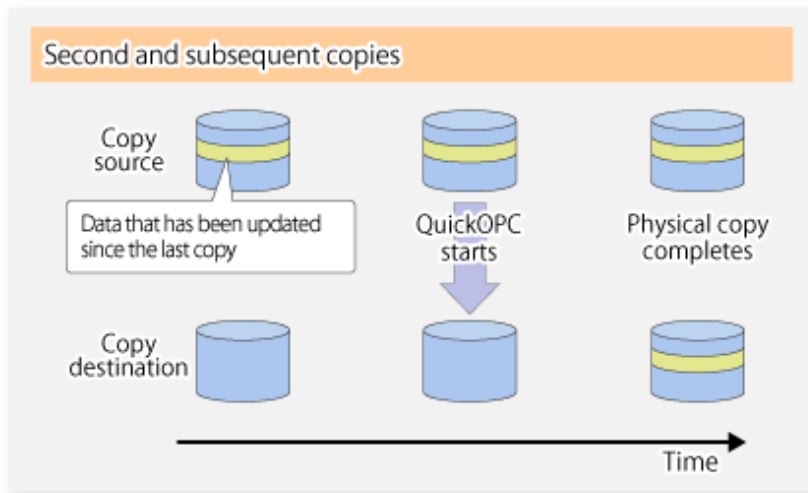 Second and subsequent copies
Copy
source
Data that has been updated
since the last copy
QuickOPC
starts
Physical copy
completes
Copy
destination
Time